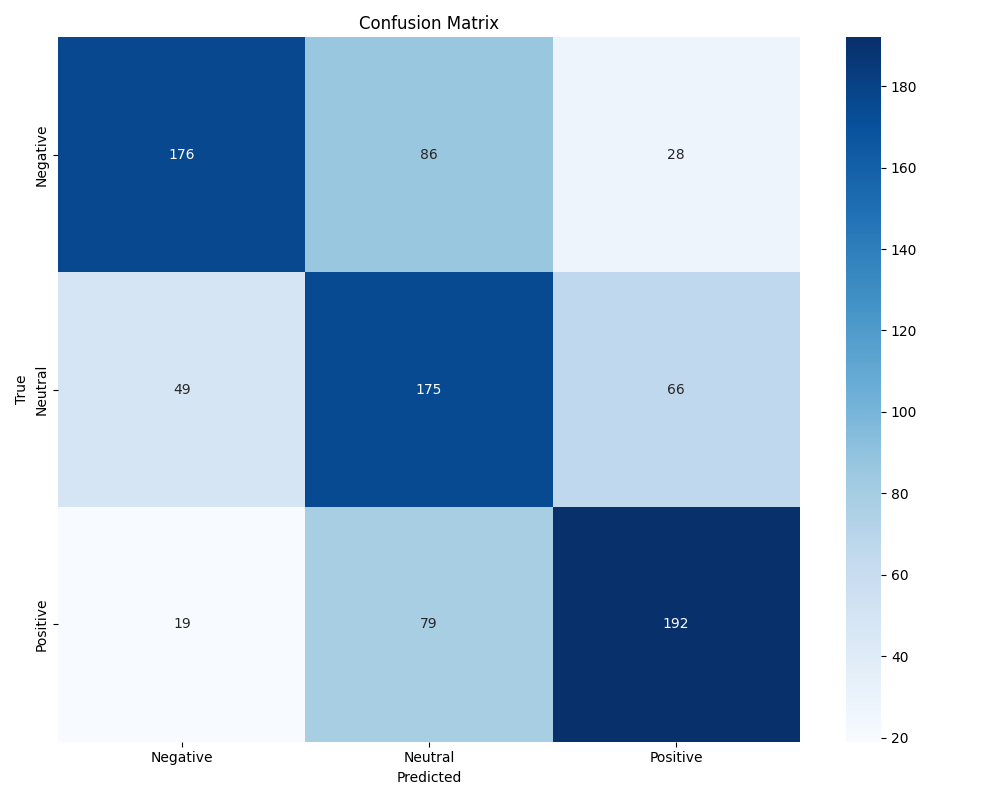 Confusion Matrix
Negative
176
86
28
180
160
140
120
True
Neutral
49
175
66
100
80
Positive
19
79
192
60
40
20
Negative
Neutral
Positive
Predicted